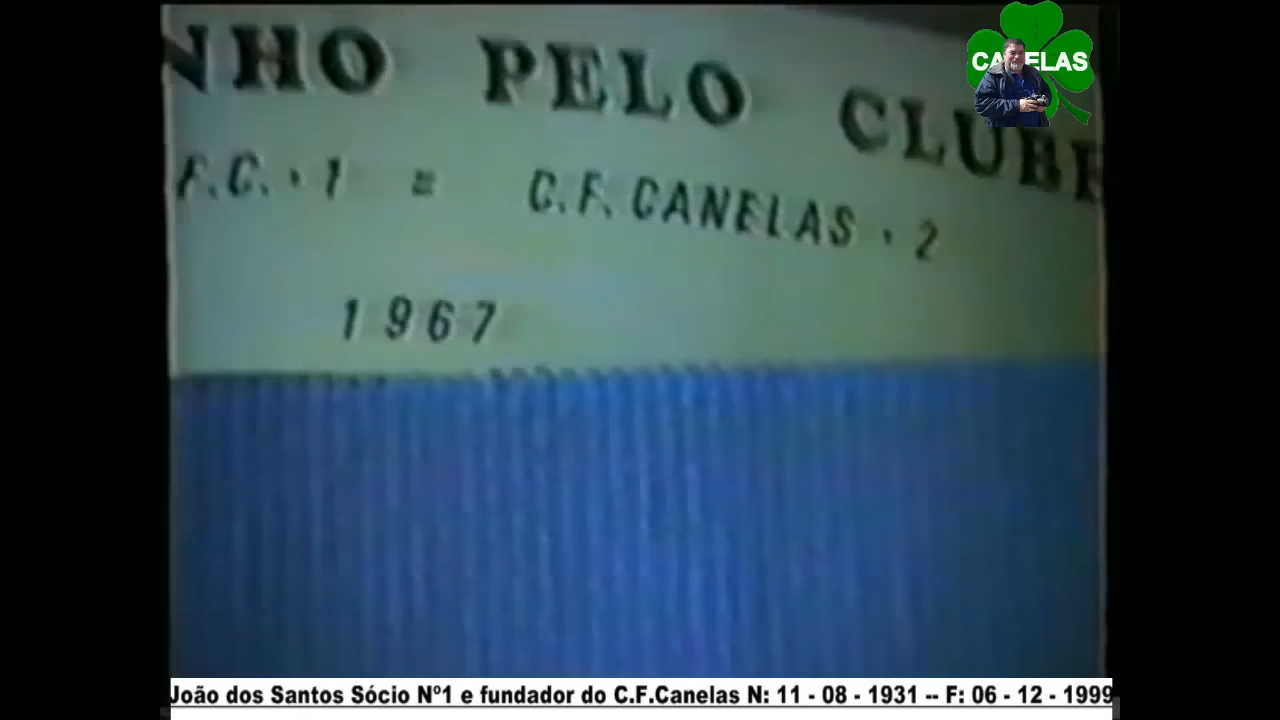 NHO PELO CLUBE
F.C. · 1 = C.F. CANELAS · 2
1967
CANELAS
João dos Santos Sócio Nº1 e fundador do C.F.Canelas N: 11 - 08 - 1931 -- F: 06 - 12 - 1999